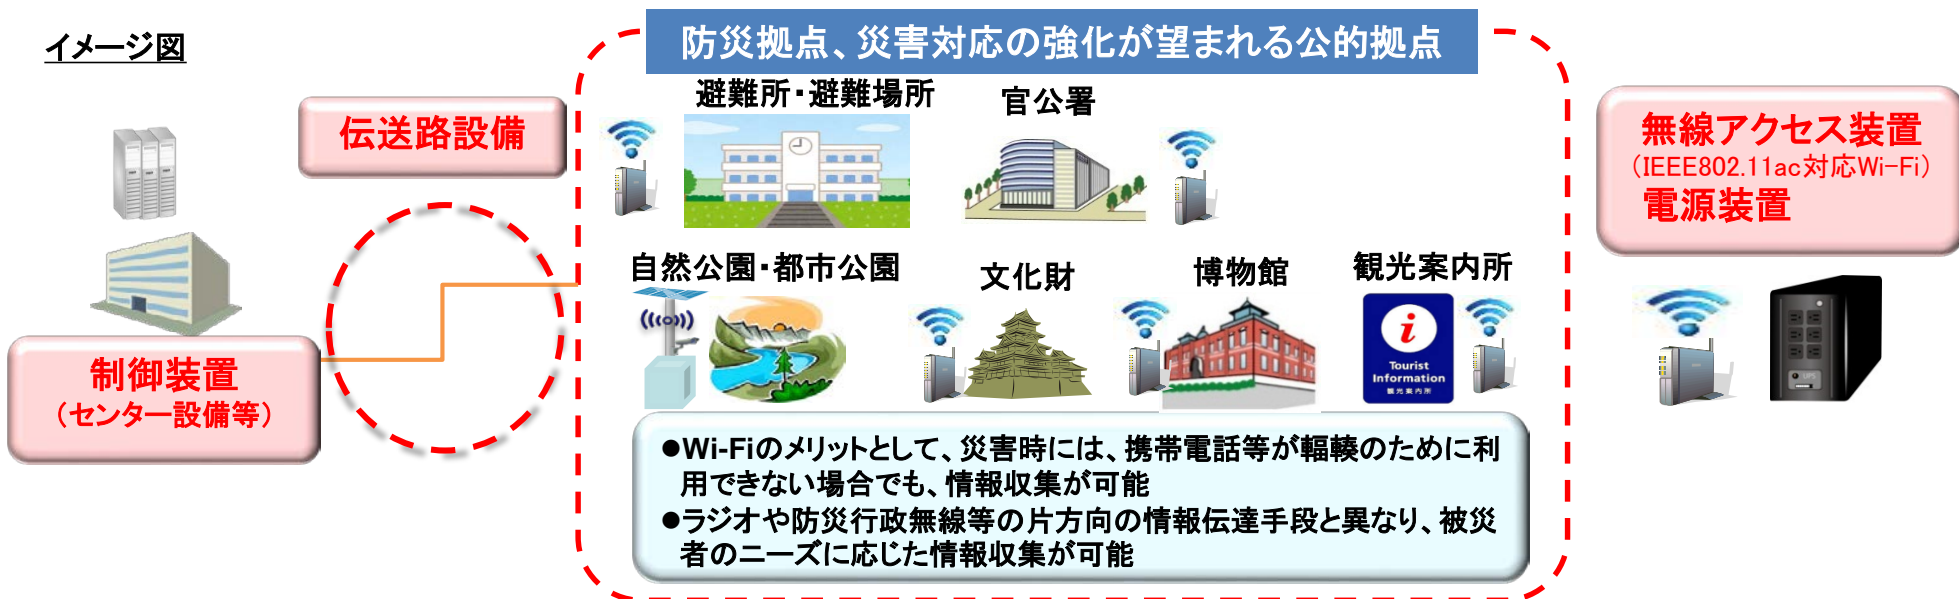 イメージ図
防災拠点、災害対応の強化が望まれる公的拠点
伝送路設備
避難所・避難場所
官公署
無線アクセス装置
（IEEE802.11ac対応Wi-Fi）
電源装置
自然公園・都市公園
文化財
博物館
観光案内所
i
Tourist
Information
観光案内所
制御装置
（センター設備等）
UPS
●Wi-Fiのメリットとして、災害時には、携帯電話等が輻輳のために利
用できない場合でも、情報収集が可能
●ラジオや防災行政無線等の片方向の情報伝達手段と異なり、被災
者のニーズに応じた情報収集が可能